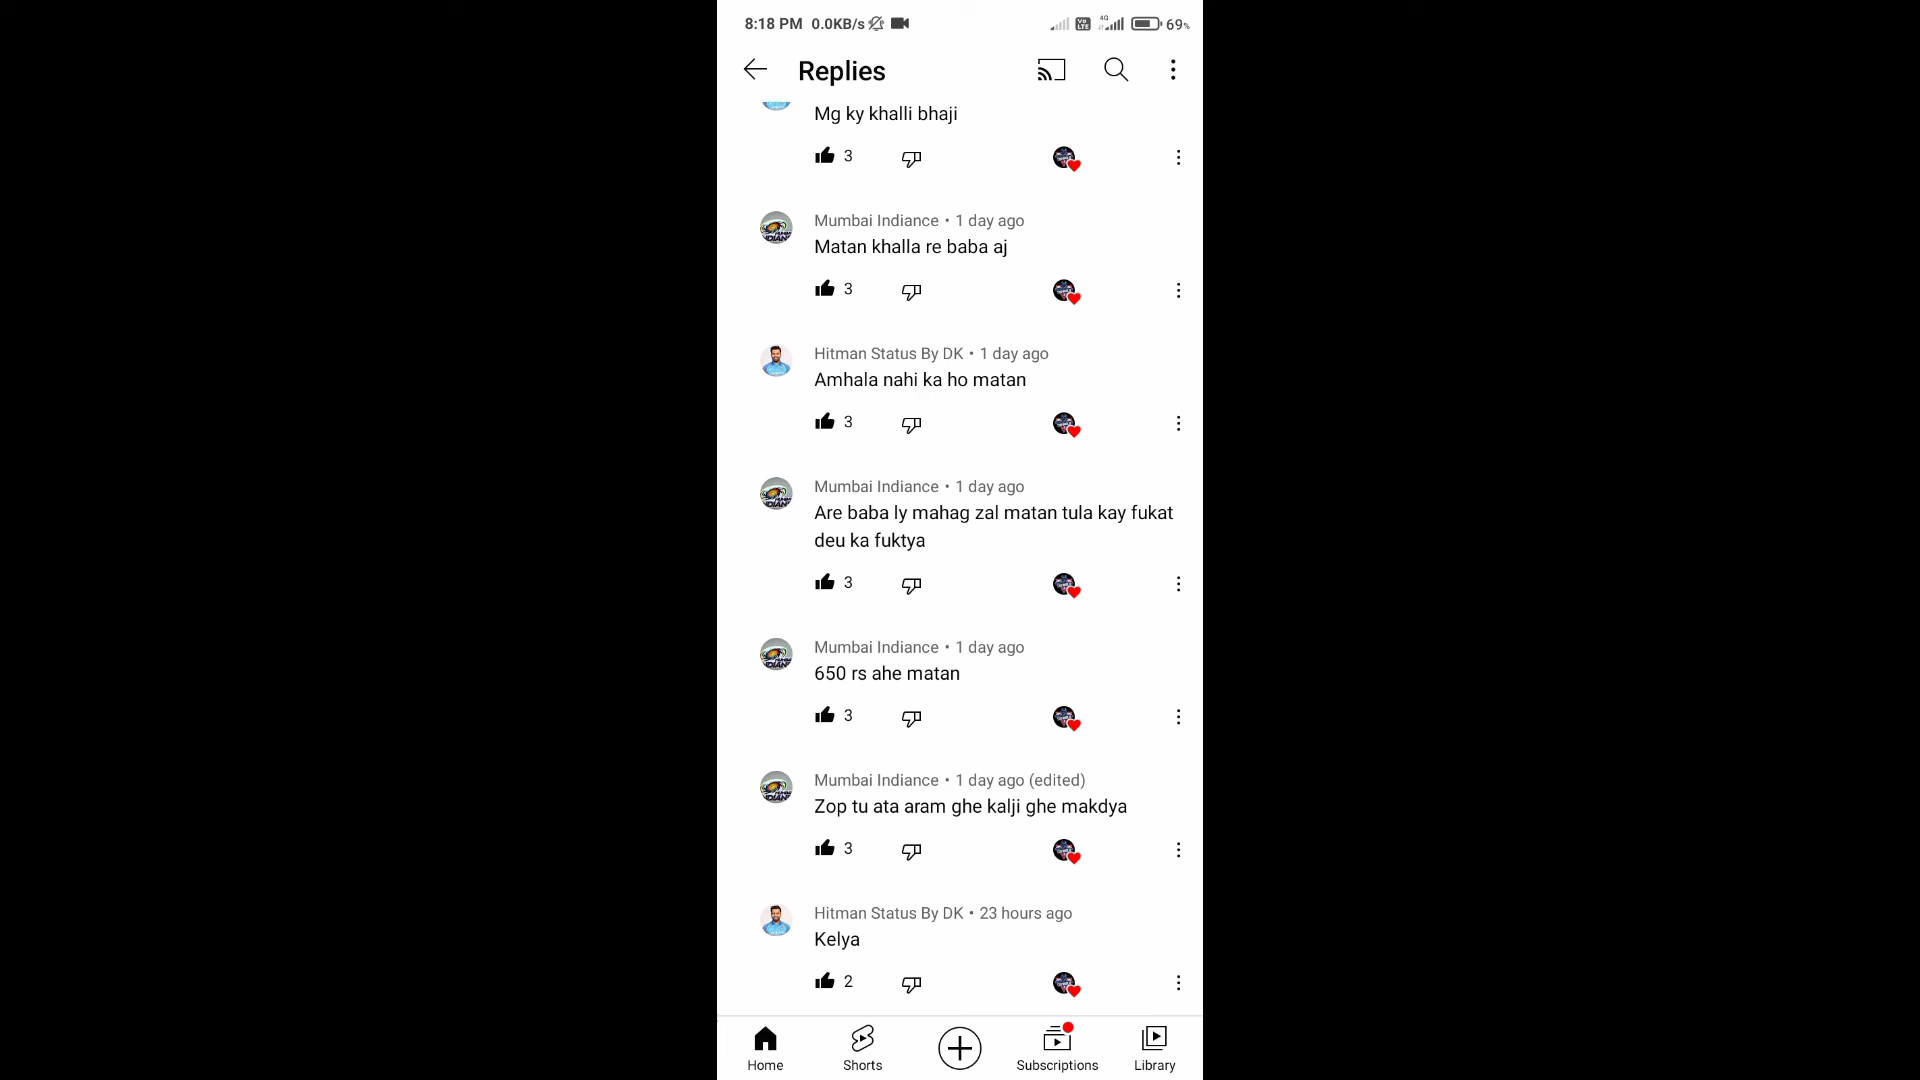 8:18 PM 0.0KB/s 4G 69%
Replies
Mg ky khalli bhaji
3
Mumbai Indiance • 1 day ago
Matan khalla re baba aj
3
Hitman Status By DK • 1 day ago
Amhala nahi ka ho matan
3
Mumbai Indiance • 1 day ago
Are baba ly mahag zal matan tula kay fukat
deu ka fuktya
3
Mumbai Indiance • 1 day ago
650 rs ahe matan
3
Mumbai Indiance • 1 day ago (edited)
Zop tu ata aram ghe kalji ghe makdya
3
Hitman Status By DK • 23 hours ago
Kelya
2
Home Shorts Subscriptions Library